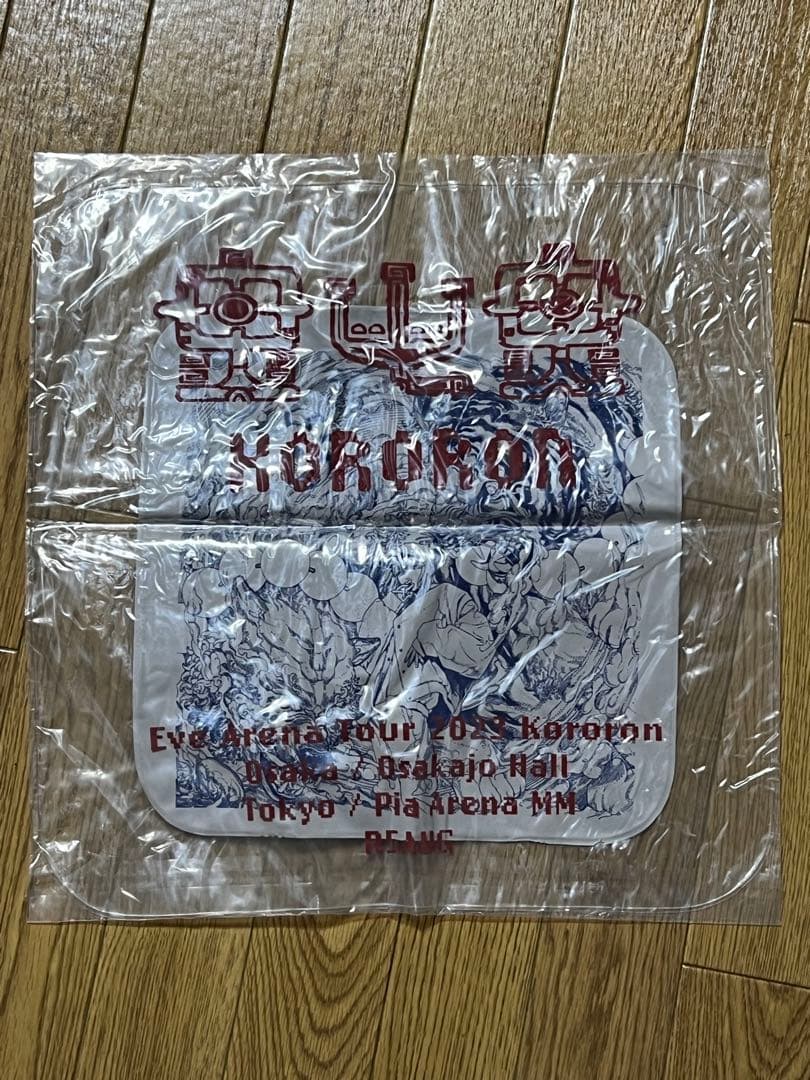 KORORON
Eve Arena Tour 2023 Kororon
Osaka / Osakajo Hall
Tokyo / Pia Arena MM